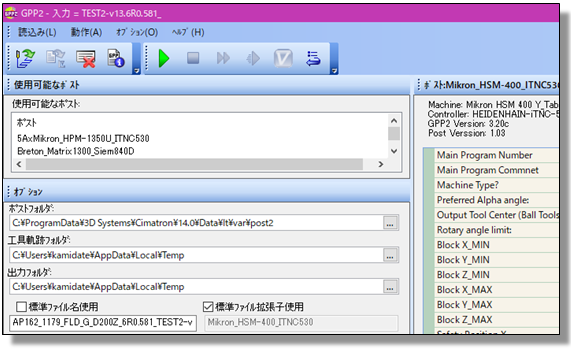 GPP2 - 入力 = TEST2-v13.6R0.581_
読込み(L) 動作(A) ｵﾌﾟｼｮﾝ(O) ﾍﾙﾌﾟ(H)
使用可能なﾎﾟｽﾄ
使用可能なﾎﾟｽﾄ:
ﾎﾟｽﾄ
5AxMikron_HPM-1350U_ITNC530
Breton_Matrix1300_Siem840D
ｵﾌﾟｼｮﾝ
ﾎﾟｽﾄﾌｫﾙﾀﾞ:
C:¥ProgramData¥3D Systems¥Cimatron¥14.0¥Data¥It¥var¥post2
...
工具軌跡ﾌｫﾙﾀﾞ:
C:¥Users¥kamidate¥AppData¥Local¥Temp
...
出力ﾌｫﾙﾀﾞ:
C:¥Users¥kamidate¥AppData¥Local¥Temp
...
標準ﾌｧｲﾙ名使用 標準ﾌｧｲﾙ拡張子使用
AP162_1179_FLD_G_D200Z_6R0.581_TEST2-v Mikron_HSM-400_ITNC530
ﾎﾟｽﾄ:Mikron_HSM-400_ITNC530
Machine: Mikron HSM 400 Y_Tab
Controller: HEIDENHAIN-iTNC-5
GPP2 Version: 3.20c
Post Verssion: 1.03
Main Program Number
Main Program Commnet
Machine Type?
Preferred Alpha angle:
Output Tool Center (Ball Tools
Rotary angle limit:
Block X_MIN
Block Y_MIN
Block Z_MIN
Block X_MAX
Block Y_MAX
Block Z_MAX